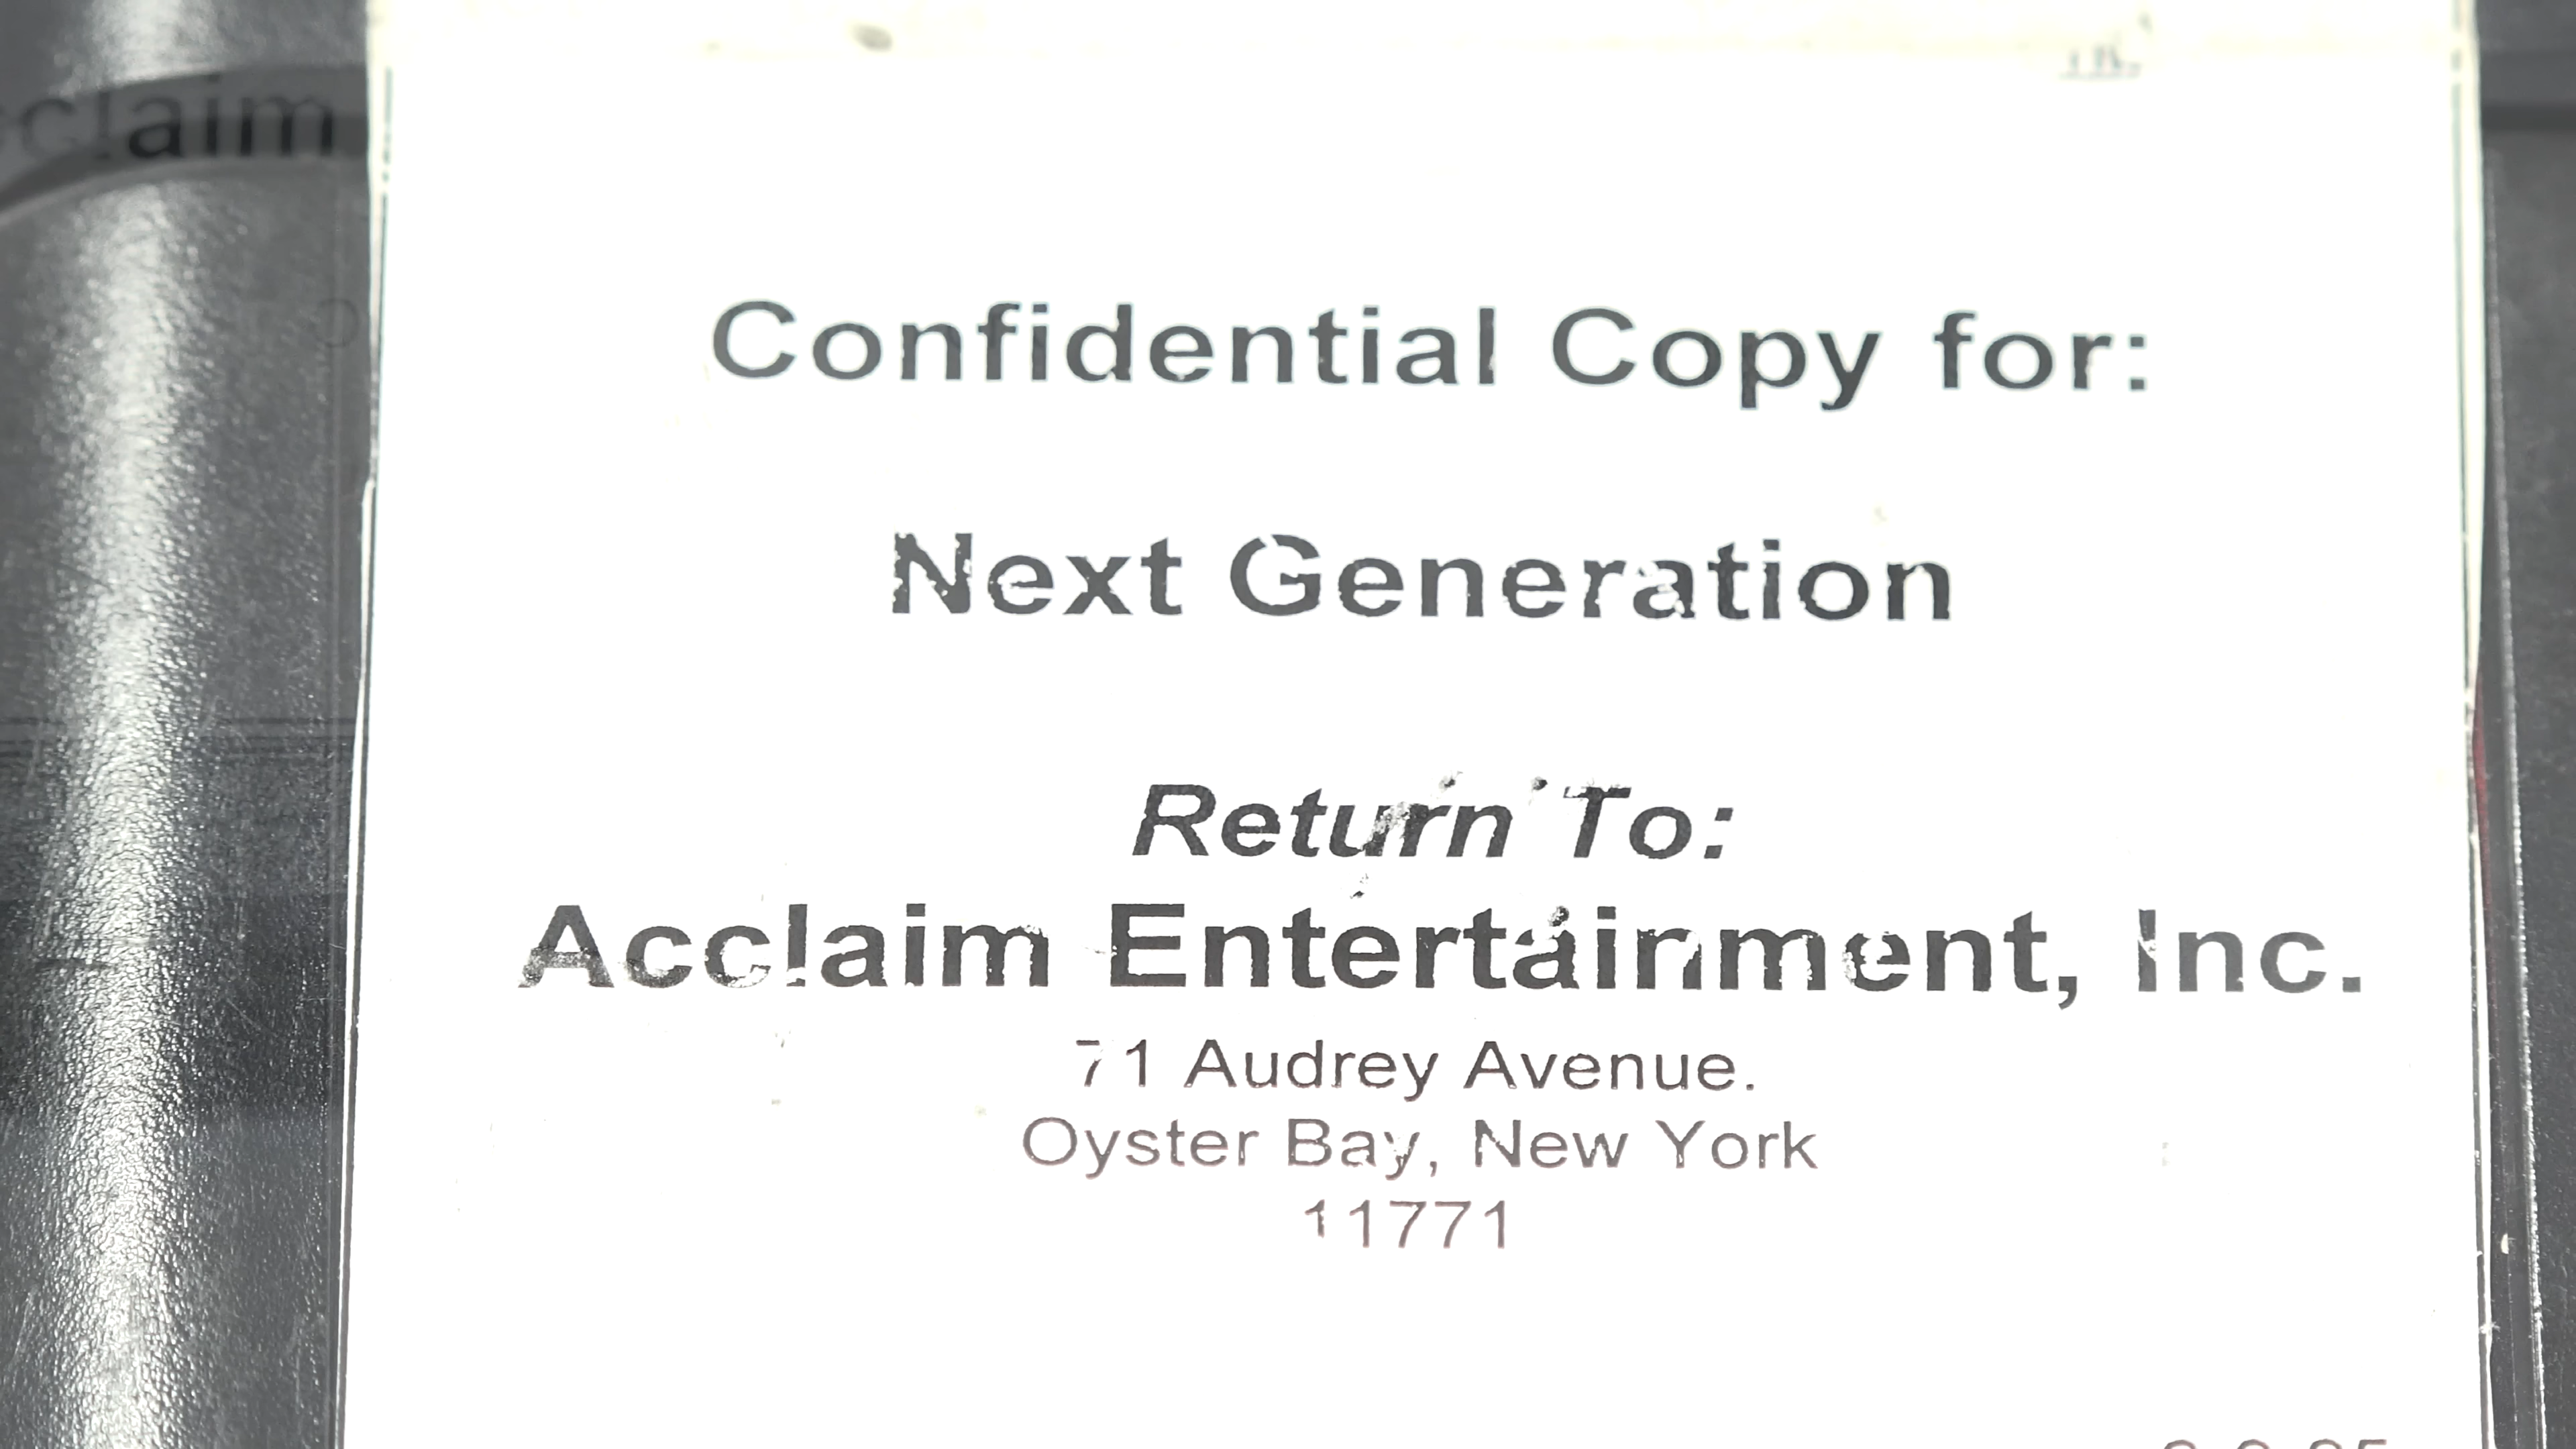 Confidential Copy for:
Next Generation
Return To:
Acclaim Entertainment, Inc.
71 Audrey Avenue.
Oyster Bay, New York
11771